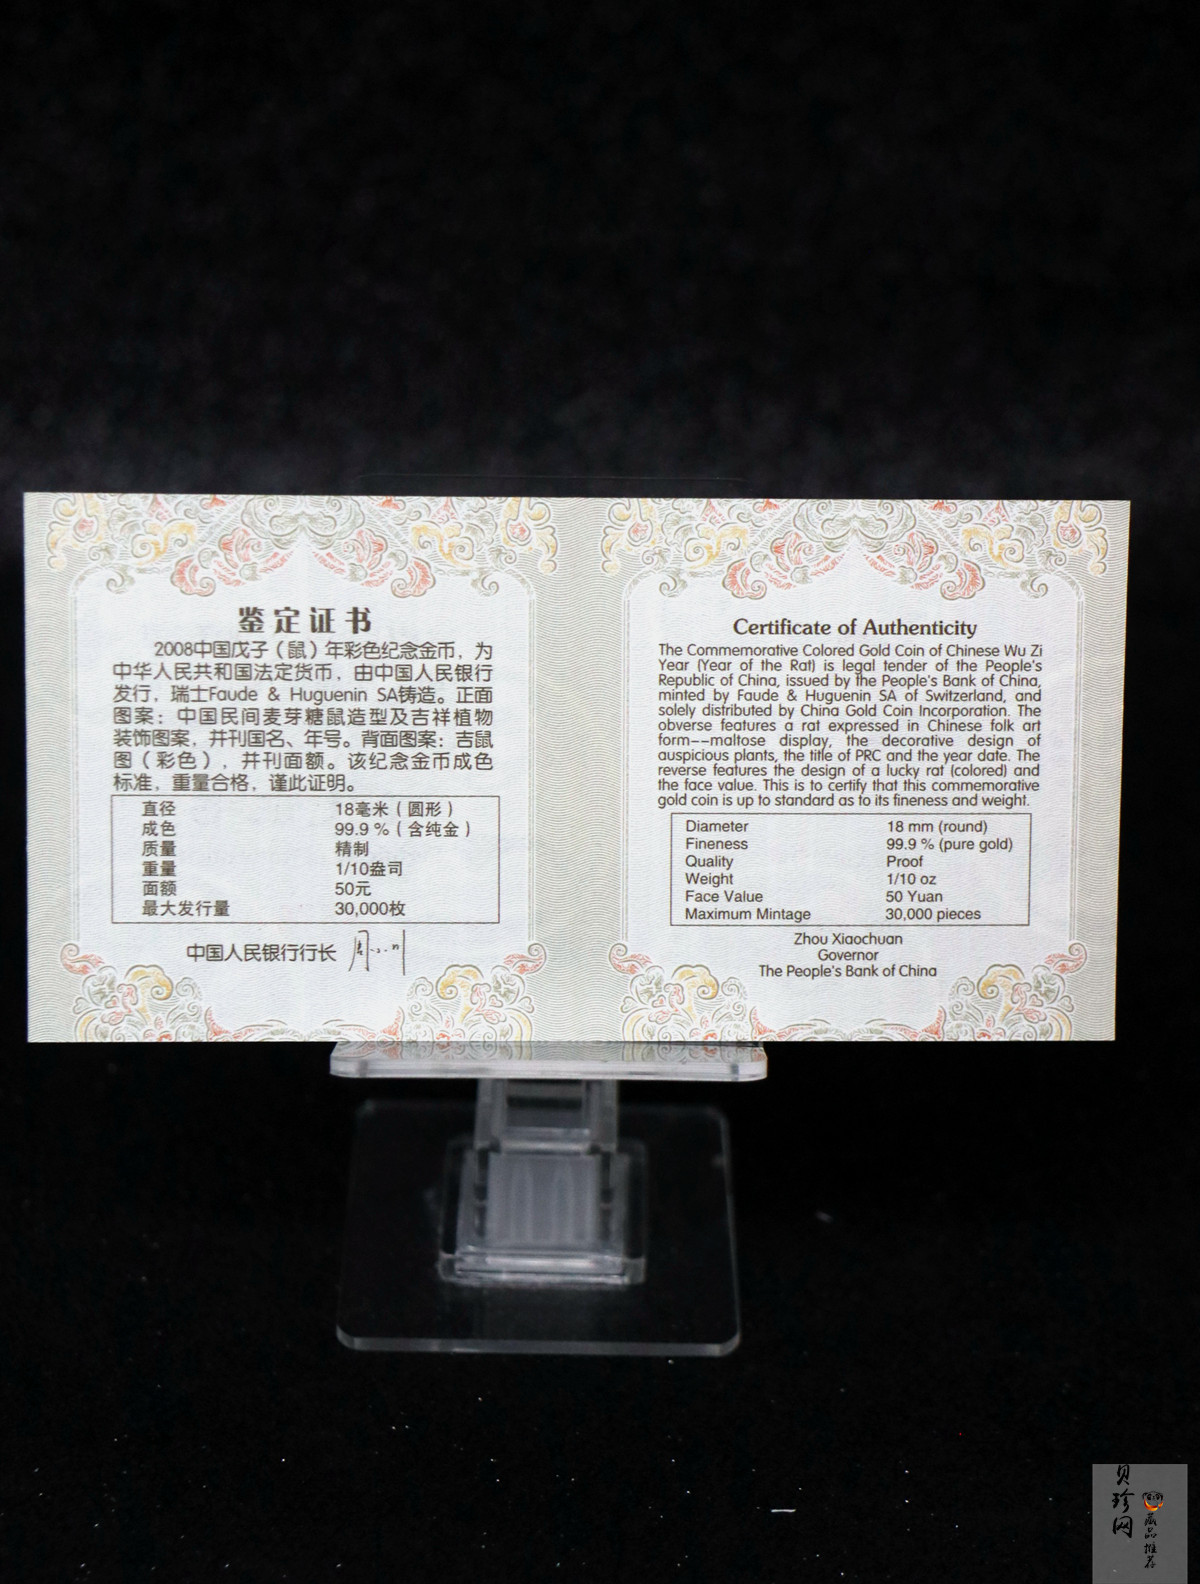 鉴定证书
2008中国戊子（鼠）年彩色纪念金币，为
中华人民共和国法定货币，由中国人民银行
发行，瑞士Faude & Huguenin SA铸造。正面
图案：中国民间麦芽糖鼠造型及吉祥植物
装饰图案，并刊国名、年号。背面图案：吉鼠
图（彩色），并刊面额。该纪念金币成色
标准，重量合格，谨此证明。
直径 18毫米（圆形）
成色 99.9 %（含纯金）
质量 精制
重量 1/10盎司
面额 50元
最大发行量 30,000枚
中国人民银行行长
Certificate of Authenticity
The Commemorative Colored Gold Coin of Chinese Wu Zi
Year (Year of the Rat) is legal tender of the People's
Republic of China, issued by the People's Bank of China,
minted by Faude & Huguenin SA of Switzerland, and
solely distributed by China Gold Coin Incorporation. The
obverse features a rat expressed in Chinese folk art
form--maltose display, the decorative design of
auspicious plants, the title of PRC and the year date. The
reverse features the design of a lucky rat (colored) and
the face value. This is to certify that this commemorative
gold coin is up to standard as to its fineness and weight.
Diameter 18 mm (round)
Fineness 99.9 % (pure gold)
Quality Proof
Weight 1/10 oz
Face Value 50 Yuan
Maximum Mintage 30,000 pieces
Zhou Xiaochuan
Governor
The People's Bank of China
贝珍网
藏品推荐